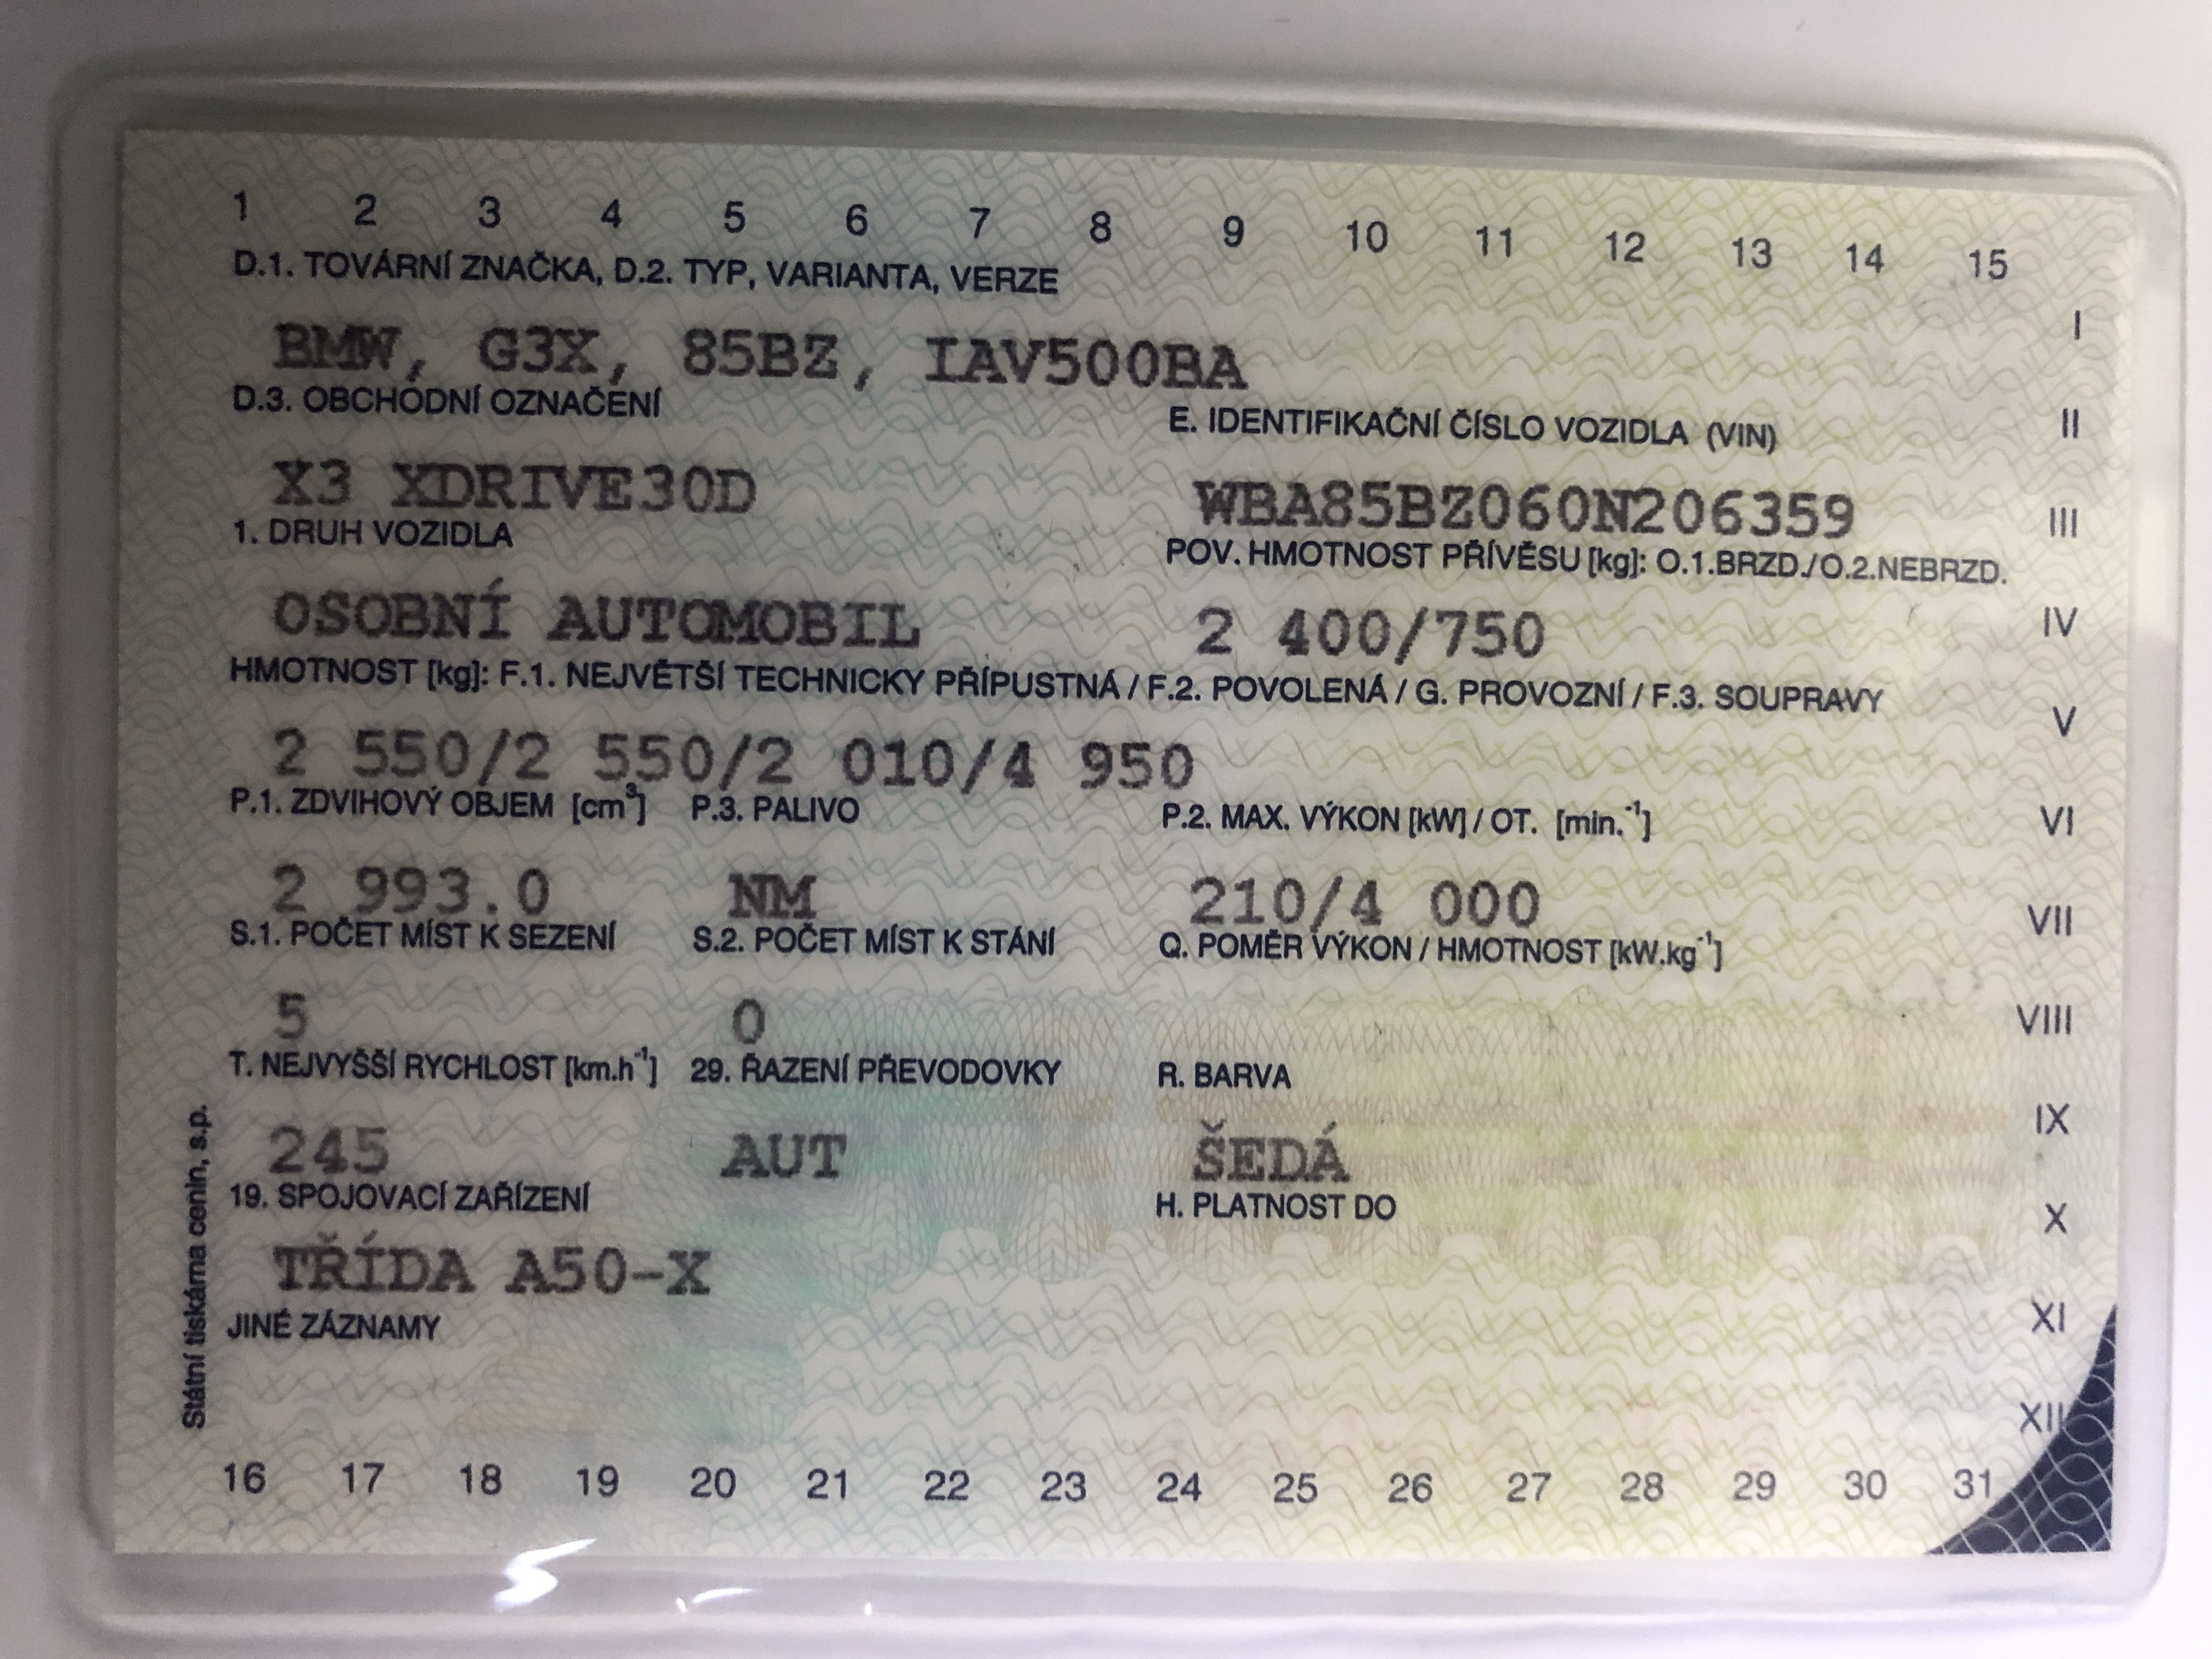 1 2 3 4 5 6 7 8 9 10 11 12 13 14 15
D.1. TOVÁRNÍ ZNAČKA, D.2. TYP, VARIANTA, VERZE
I
BMW, G3X, 85BZ, IAV500BA
D.3. OBCHODNÍ OZNAČENÍ
E. IDENTIFIKAČNÍ ČÍSLO VOZIDLA (VIN)
II
X3 XDRIVE30D
WBA85BZ060N206359
III
1. DRUH VOZIDLA
POV. HMOTNOST PŘÍVĚSU [kg]: O.1.BRZD./O.2.NEBRZD.
OSOBNÍ AUTOMOBIL
2 400/750
IV
HMOTNOST [kg]: F.1. NEJVĚTŠÍ TECHNICKY PŘÍPUSTNÁ / F.2. POVOLENÁ / G. PROVOZNÍ / F.3. SOUPRAVY
V
2 550/2 550/2 010/4 950
P.1. ZDVIHOVÝ OBJEM [cm³]
P.3. PALIVO
P.2. MAX. VÝKON [kW] / OT. [min.⁻¹]
VI
2 993.0
NM
210/4 000
VII
S.1. POČET MÍST K SEZENÍ
S.2. POČET MÍST K STÁNÍ
Q. POMĚR VÝKON / HMOTNOST [kW.kg⁻¹]
5
0
VIII
T. NEJVYŠŠÍ RYCHLOST [km.h⁻¹]
29. ŘAZENÍ PŘEVODOVKY
R. BARVA
IX
245
AUT
ŠEDÁ
19. SPOJOVACÍ ZAŘÍZENÍ
H. PLATNOST DO
X
TŘÍDA A50-X
XI
JINÉ ZÁZNAMY
XII
Státní tiskárna cenin, s.p.
16 17 18 19 20 21 22 23 24 25 26 27 28 29 30 31